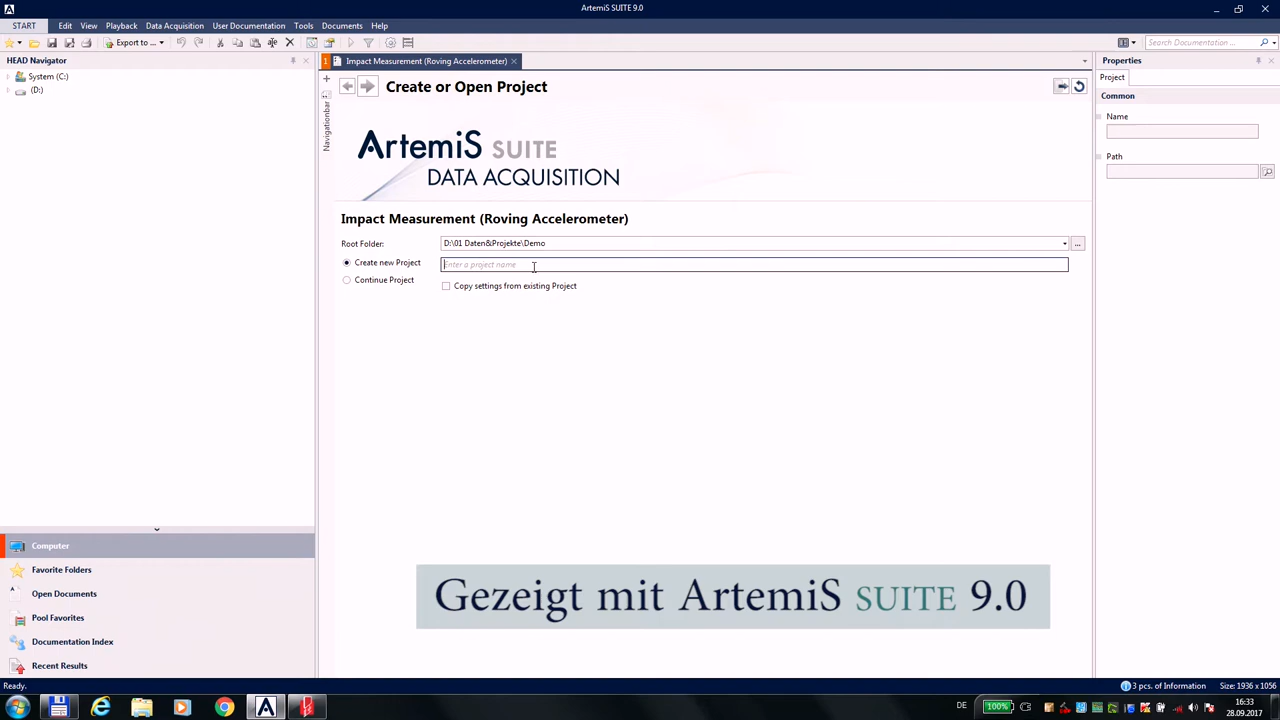 ArtemiS SUITE 9.0
START Edit View Playback Data Acquisition User Documentation Tools Documents Help
Export to ...
Search Documentation...
HEAD Navigator
System (C:)
(D:)
1 Impact Measurement (Roving Accelerometer)
Navigationbar
Create or Open Project
ArtemiS SUITE
DATA ACQUISITION
Impact Measurement (Roving Accelerometer)
Root Folder: D:\01 Daten&Projekte\Demo ...
Create new Project Enter a project name
Continue Project Copy settings from existing Project
Properties
Project
Common
Name
Path
Computer
Favorite Folders
Open Documents
Pool Favorites
Documentation Index
Recent Results
Gezeigt mit ArtemiS SUITE 9.0
Ready. 3 pcs. of Information Size: 1936 x 1056
DE 100% 16:33
28.09.2017